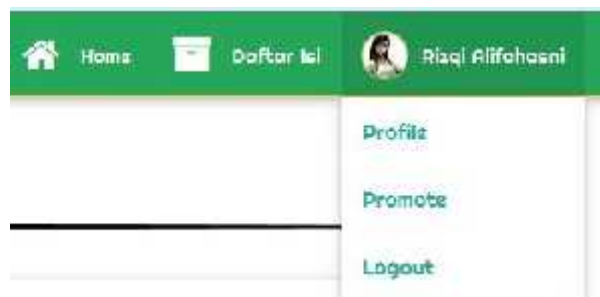 Home
Daftar Isi
Rizqi Alifahasni
Profile
Promote
Logout